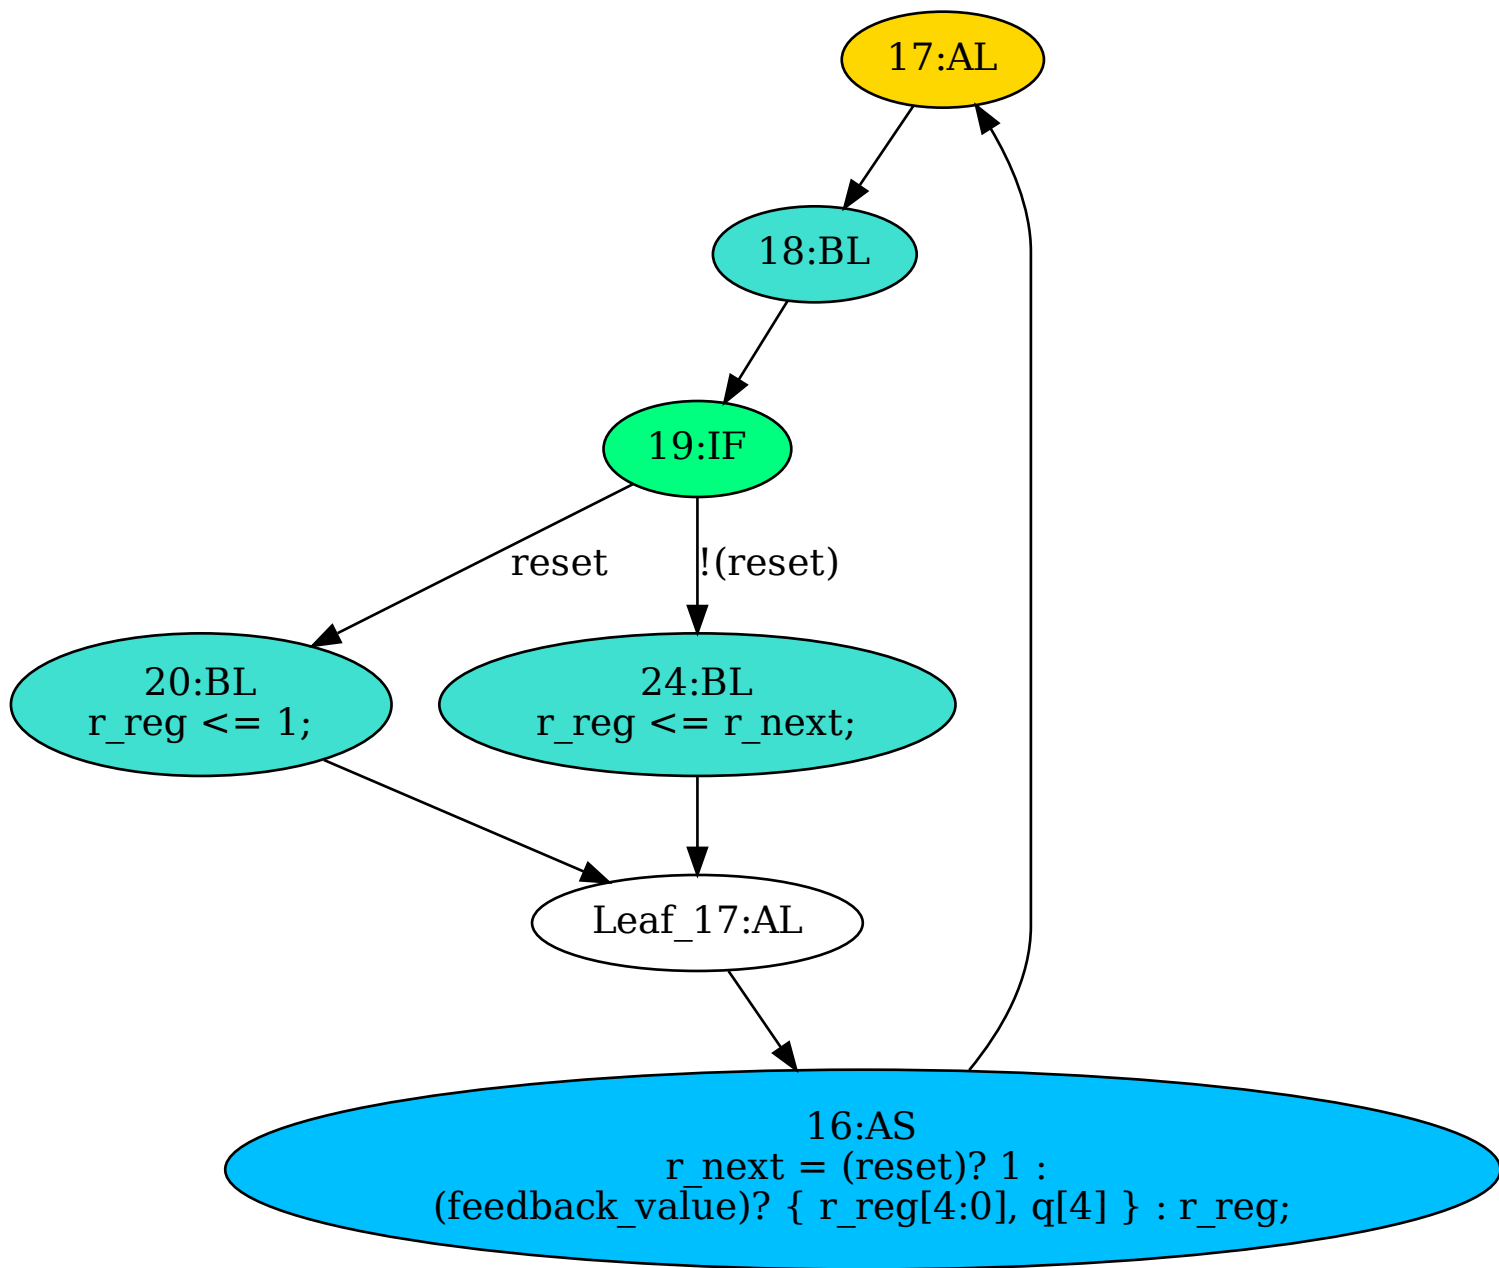 17:AL
18:BL
19:IF
reset
!(reset)
20:BL
r_reg <= 1;
24:BL
r_reg <= r_next;
Leaf_17:AL
16:AS
r_next = (reset)? 1 :
(feedback_value)? { r_reg[4:0], q[4] } : r_reg;